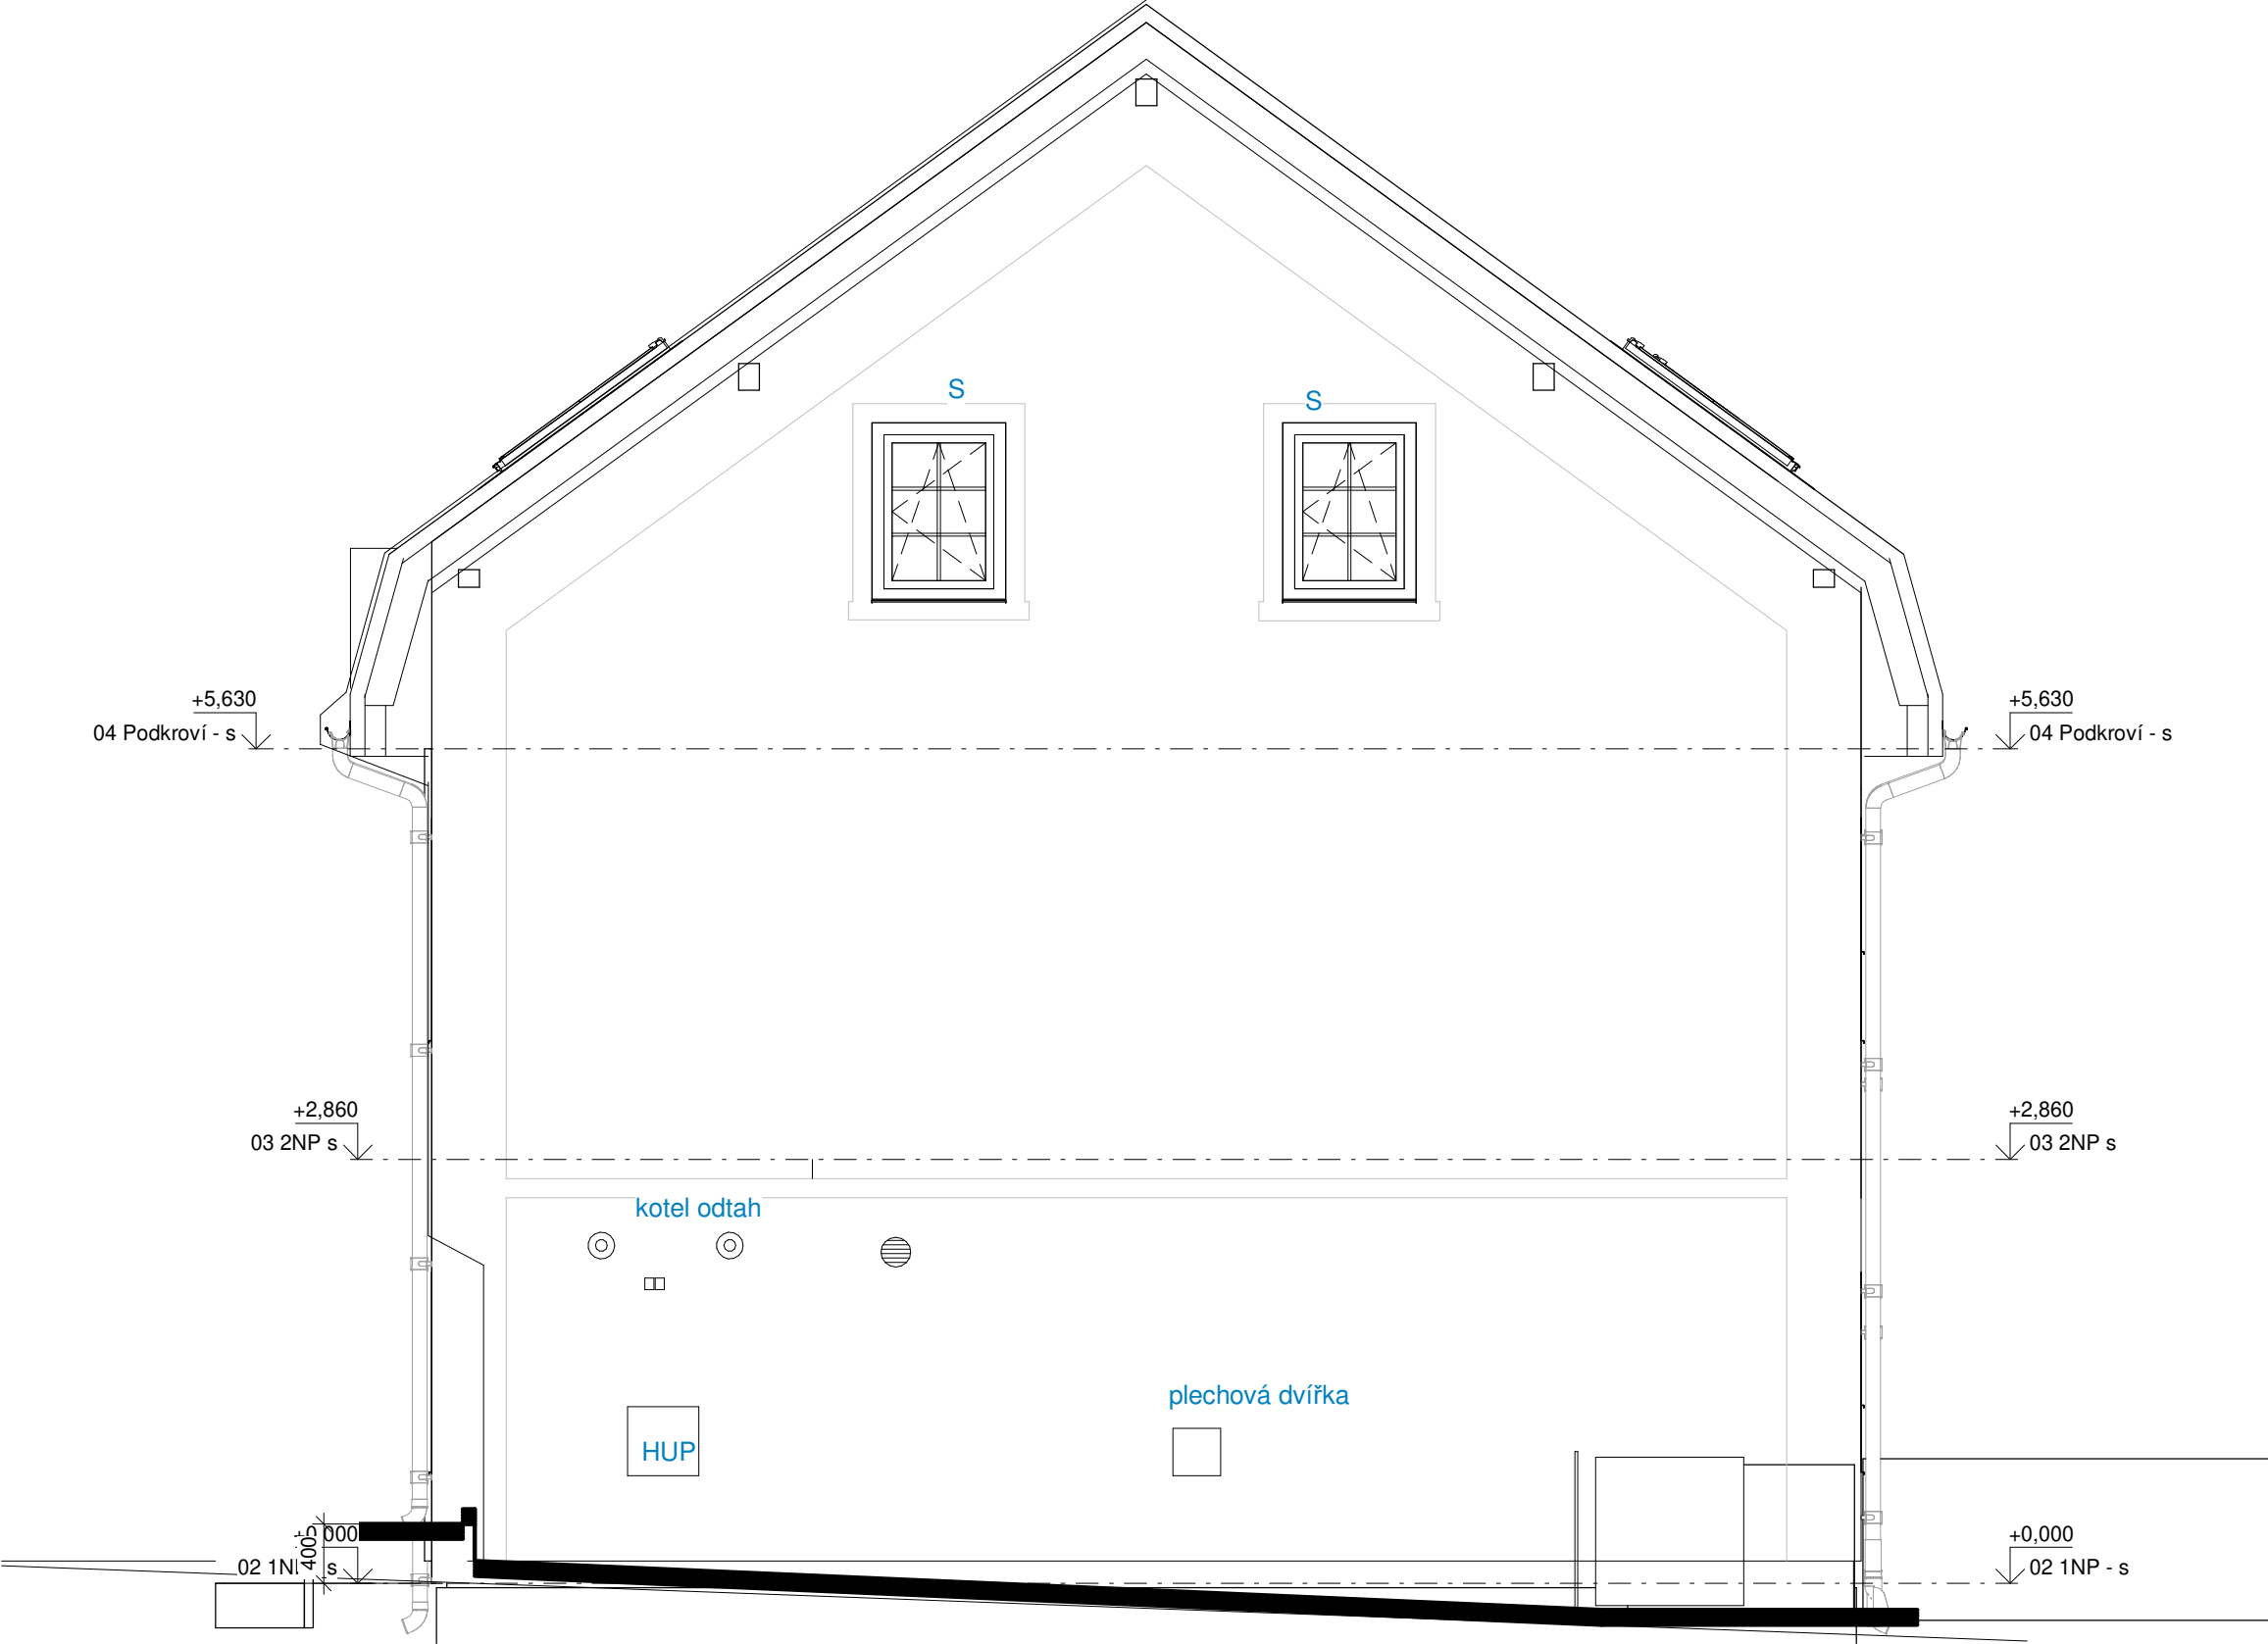 S
S
+5,630
04 Podkroví - s
+5,630
04 Podkroví - s
+2,860
03 2NP s
+2,860
03 2NP s
kotel odtah
plechová dvířka
HUP
000
400
02 1N
s
+0,000
02 1NP - s